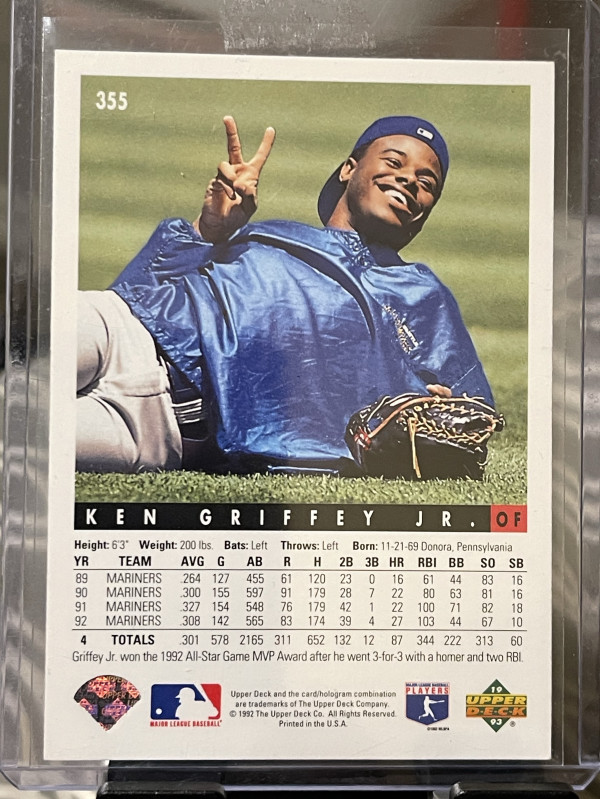 355
KEN GRIFFEY JR. OF
Height: 6'3" Weight: 200 lbs. Bats: Left Throws: Left Born: 11-21-69 Donora, Pennsylvania
YR TEAM AVG G AB R H 2B 3B HR RBI BB SO SB
89 MARINERS .264 127 455 61 120 23 0 16 61 44 83 16
90 MARINERS .300 155 597 91 179 28 7 22 80 63 81 16
91 MARINERS .327 154 548 76 179 42 1 22 100 71 82 18
92 MARINERS .308 142 565 83 174 39 4 27 103 44 67 10
4 TOTALS .301 578 2165 311 652 132 12 87 344 222 313 60
Griffey Jr. won the 1992 All-Star Game MVP Award after he went 3-for-3 with a homer and two RBI.
MAJOR LEAGUE BASEBALL
Upper Deck and the card/hologram combination
are trademarks of The Upper Deck Company.
© 1992 The Upper Deck Co. All Rights Reserved.
Printed in the U.S.A.
MAJOR LEAGUE BASEBALL
PLAYERS
19
UPPER
DECK
93